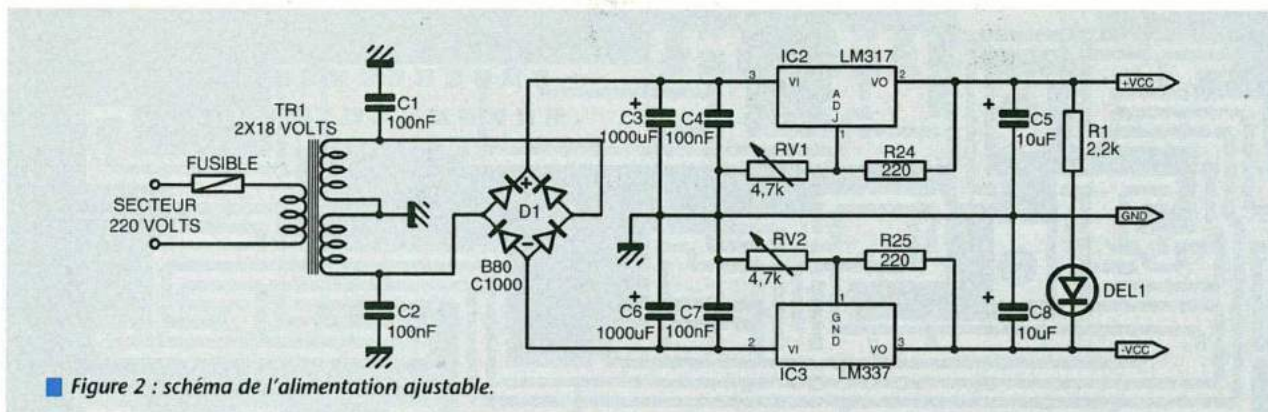 TR1
2X18 VOLTS
FUSIBLE
SECTEUR
220 VOLTS
C1
100nF
C2
100nF
+
D1
−
B80
C1000
+
C3
1000uF
C4
100nF
+
C6
1000uF
C7
100nF
IC2
LM317
3
VI
VO
2
A
D
J
1
RV1
4,7k
R24
220
RV2
4,7k
R25
220
1
G
N
D
2
VI
VO
3
IC3
LM337
+
C5
10uF
R1
2,2k
+
C8
10uF
DEL1
+VCC
GND
-VCC
Figure 2 : schéma de l'alimentation ajustable.